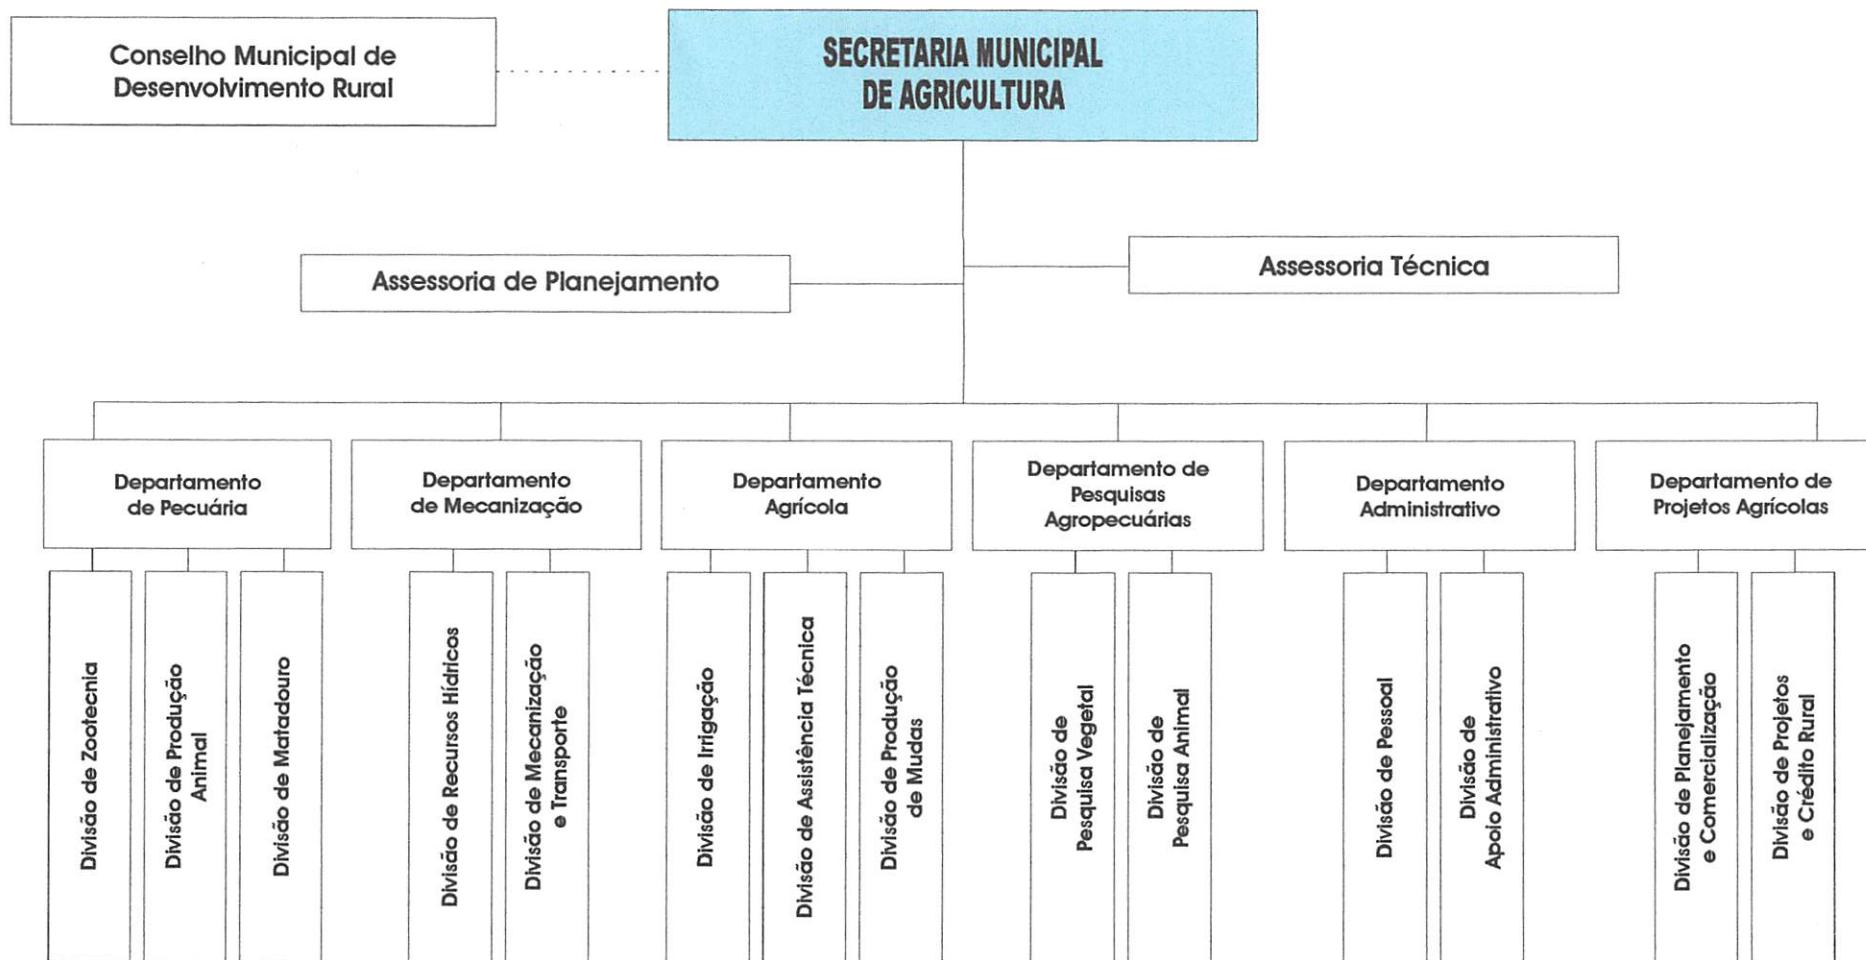 Conselho Municipal de
Desenvolvimento Rural
SECRETARIA MUNICIPAL
DE AGRICULTURA
Assessoria de Planejamento
Assessoria Técnica
Departamento
de Pecuária
Departamento
de Mecanização
Departamento
Agrícola
Departamento de
Pesquisas
Agropecuárias
Departamento
Administrativo
Departamento de
Projetos Agrícolas
Divisão de Zootecnia
Divisão de Produção
Animal
Divisão de Matadouro
Divisão de Recursos Hídricos
Divisão de Mecanização
e Transporte
Divisão de Irrigação
Divisão de Assistência Técnica
Divisão de Produção
de Mudas
Divisão de
Pesquisa Vegetal
Divisão de
Pesquisa Animal
Divisão de Pessoal
Divisão de
Apoio Administrativo
Divisão de Planejamento
e Comercialização
Divisão de Projetos
e Crédito Rural